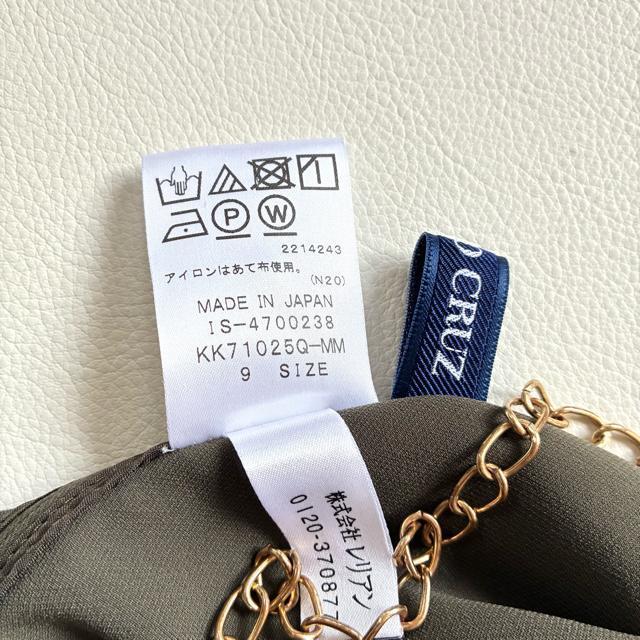 P W
2214243
アイロンはあて布使用。
(N20)
MADE IN JAPAN
IS-4700238
KK71025Q-MM
9 SIZE
CRUZ
株式会社 レリアン
0120-37087